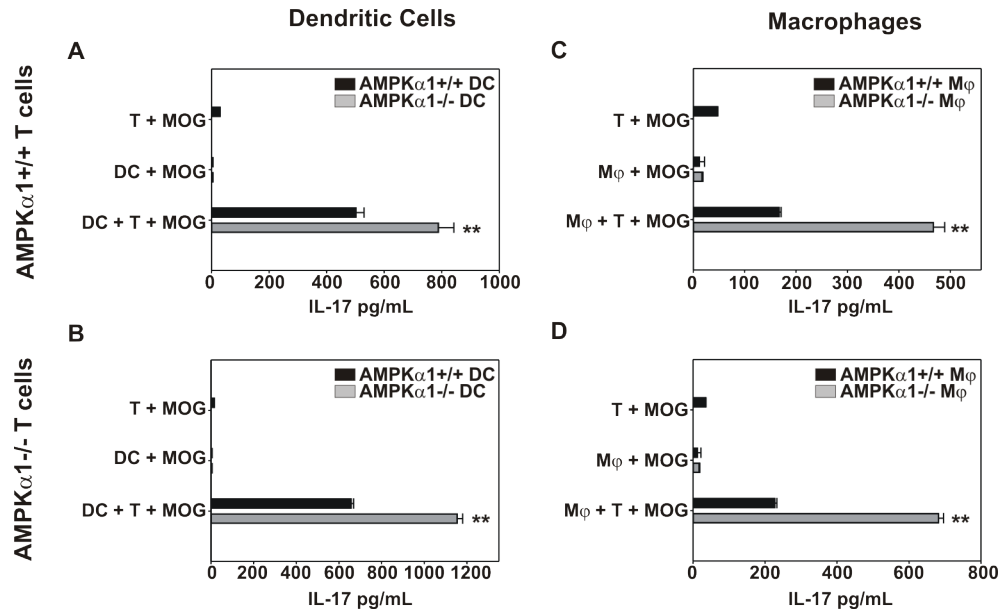 Dendritic Cells
Macrophages
AMPKα1+/+ T cells
A
AMPKα1+/+ DC
AMPKα1-/- DC
T + MOG
DC + MOG
DC + T + MOG
**
0 200 400 600 800 1000
IL-17 pg/mL
C
AMPKα1+/+ Mφ
AMPKα1-/- Mφ
T + MOG
Mφ + MOG
Mφ + T + MOG
**
0 100 200 300 400 500
IL-17 pg/mL
AMPKα1-/- T cells
B
AMPKα1+/+ DC
AMPKα1-/- DC
T + MOG
DC + MOG
DC + T + MOG
**
0 200 400 600 800 1000 1200
IL-17 pg/mL
D
AMPKα1+/+ Mφ
AMPKα1-/- Mφ
T + MOG
Mφ + MOG
Mφ + T + MOG
**
0 200 400 600 800
IL-17 pg/mL